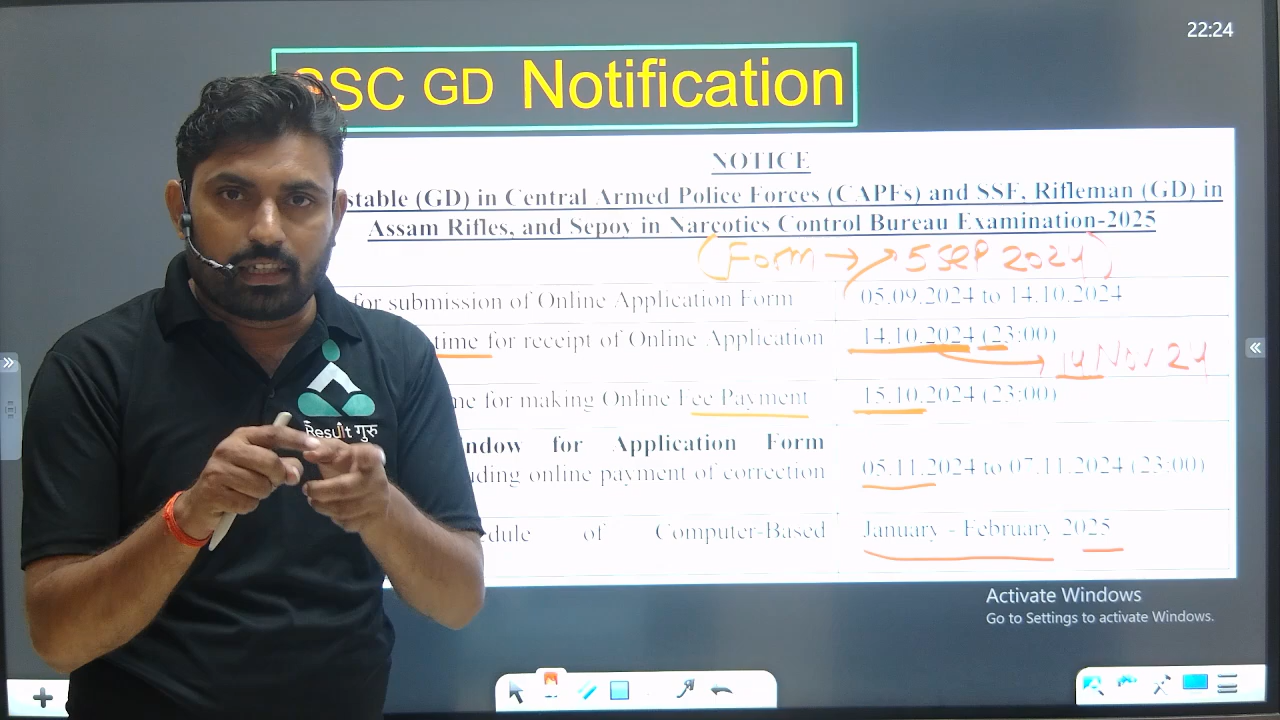 22:24
SSC GD Notification
NOTICE
stable (GD) in Central Armed Police Forces (CAPFs) and SSF, Rifleman (GD) in
Assam Rifles, and Sepoy in Narcotics Control Bureau Examination-2025
(Form → 5 SEP 2024)
for submission of Online Application Form 05.09.2024 to 14.10.2024
time for receipt of Online Application 14.10.2024 (23:00)
14 Nov 24
me for making Online Fee Payment 15.10.2024 (23:00)
ndow for Application Form
ding online payment of correction 05.11.2024 to 07.11.2024 (23:00)
dule of Computer-Based January - February 2025
Result गुरु
Activate Windows
Go to Settings to activate Windows.